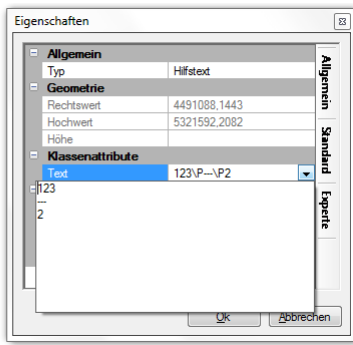 Eigenschaften
Allgemein
Typ Hilfstext
Geometrie
Rechtswert 4491088,1443
Hochwert 5321592,2082
Höhe
Klassenattribute
Text 123\P---\P2
123
---
2
Allgemein
Standard
Experte
Ok Abbrechen